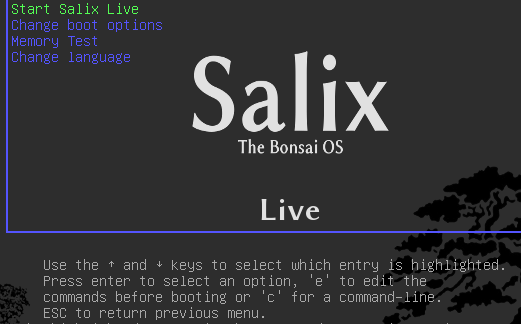 Start Salix Live
Change boot options
Memory Test
Change language
Salix
The Bonsai OS
Live
Use the ↑ and ↓ keys to select which entry is highlighted.
Press enter to select an option, 'e' to edit the
commands before booting or 'c' for a command-line.
ESC to return previous menu.